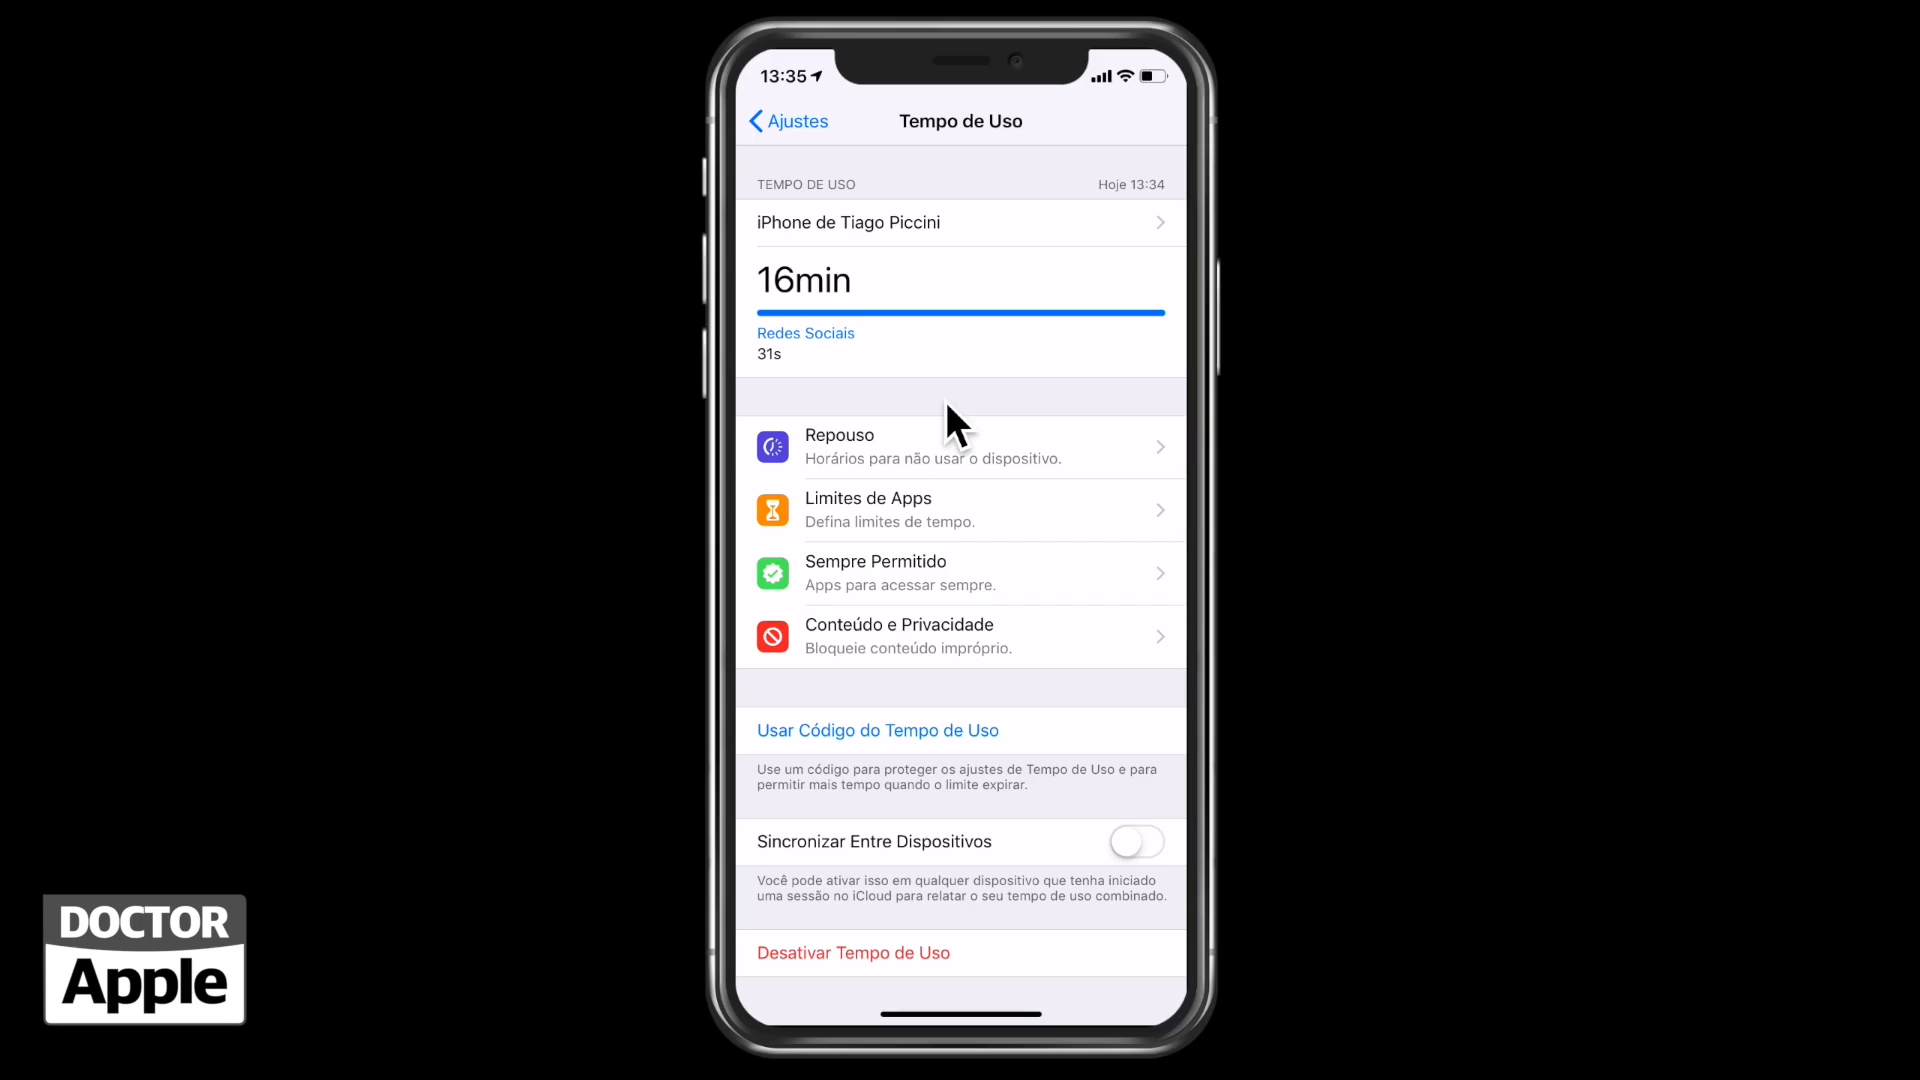 13:35
Ajustes
Tempo de Uso
TEMPO DE USO
Hoje 13:34
iPhone de Tiago Piccini
16min
Redes Sociais
31s
Repouso
Horários para não usar o dispositivo.
Limites de Apps
Defina limites de tempo.
Sempre Permitido
Apps para acessar sempre.
Conteúdo e Privacidade
Bloqueie conteúdo impróprio.
Usar Código do Tempo de Uso
Use um código para proteger os ajustes de Tempo de Uso e para
permitir mais tempo quando o limite expirar.
Sincronizar Entre Dispositivos
Você pode ativar isso em qualquer dispositivo que tenha iniciado
uma sessão no iCloud para relatar o seu tempo de uso combinado.
Desativar Tempo de Uso
DOCTOR
Apple